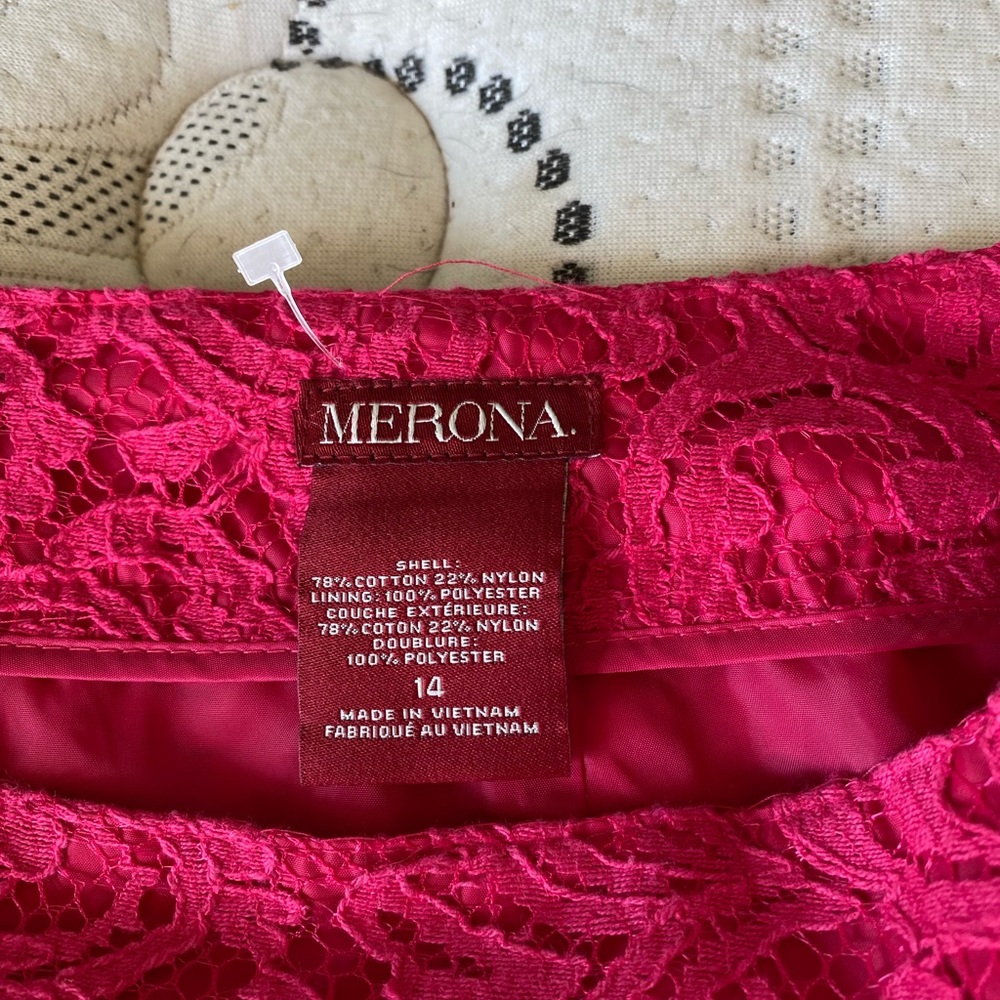 MERONA.
SHELL:
78% COTTON 22% NYLON
LINING: 100% POLYESTER
COUCHE EXTÉRIEURE:
78% COTON 22% NYLON
DOUBLURE:
100% POLYESTER
14
MADE IN VIETNAM
FABRIQUÉ AU VIETNAM